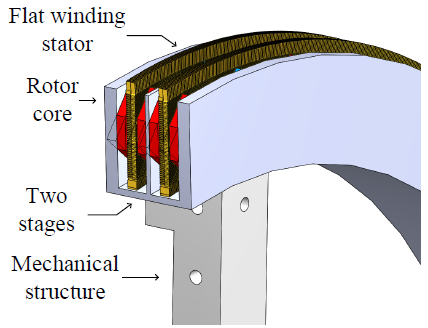 Flat winding
stator
Rotor
core
Two
stages
Mechanical
structure